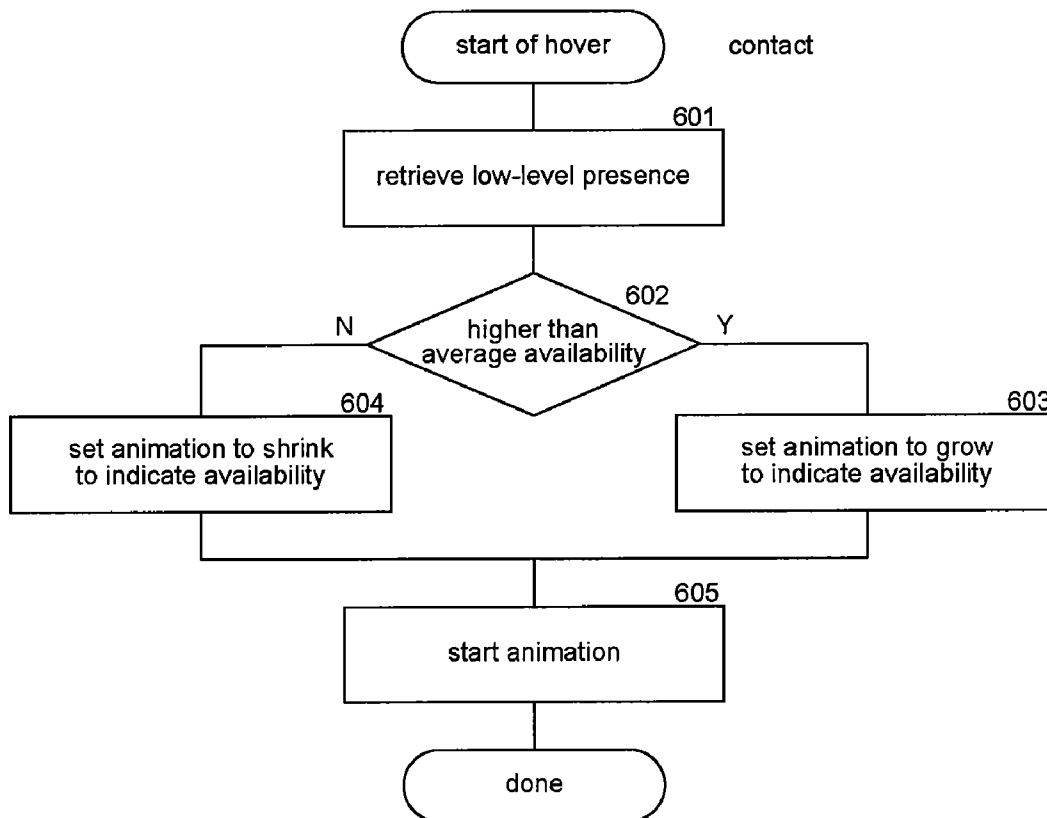 start of hover
contact
601
retrieve low-level presence
602
N
higher than
Y
average availability
604
603
set animation to shrink
to indicate availability
set animation to grow
to indicate availability
605
start animation
done